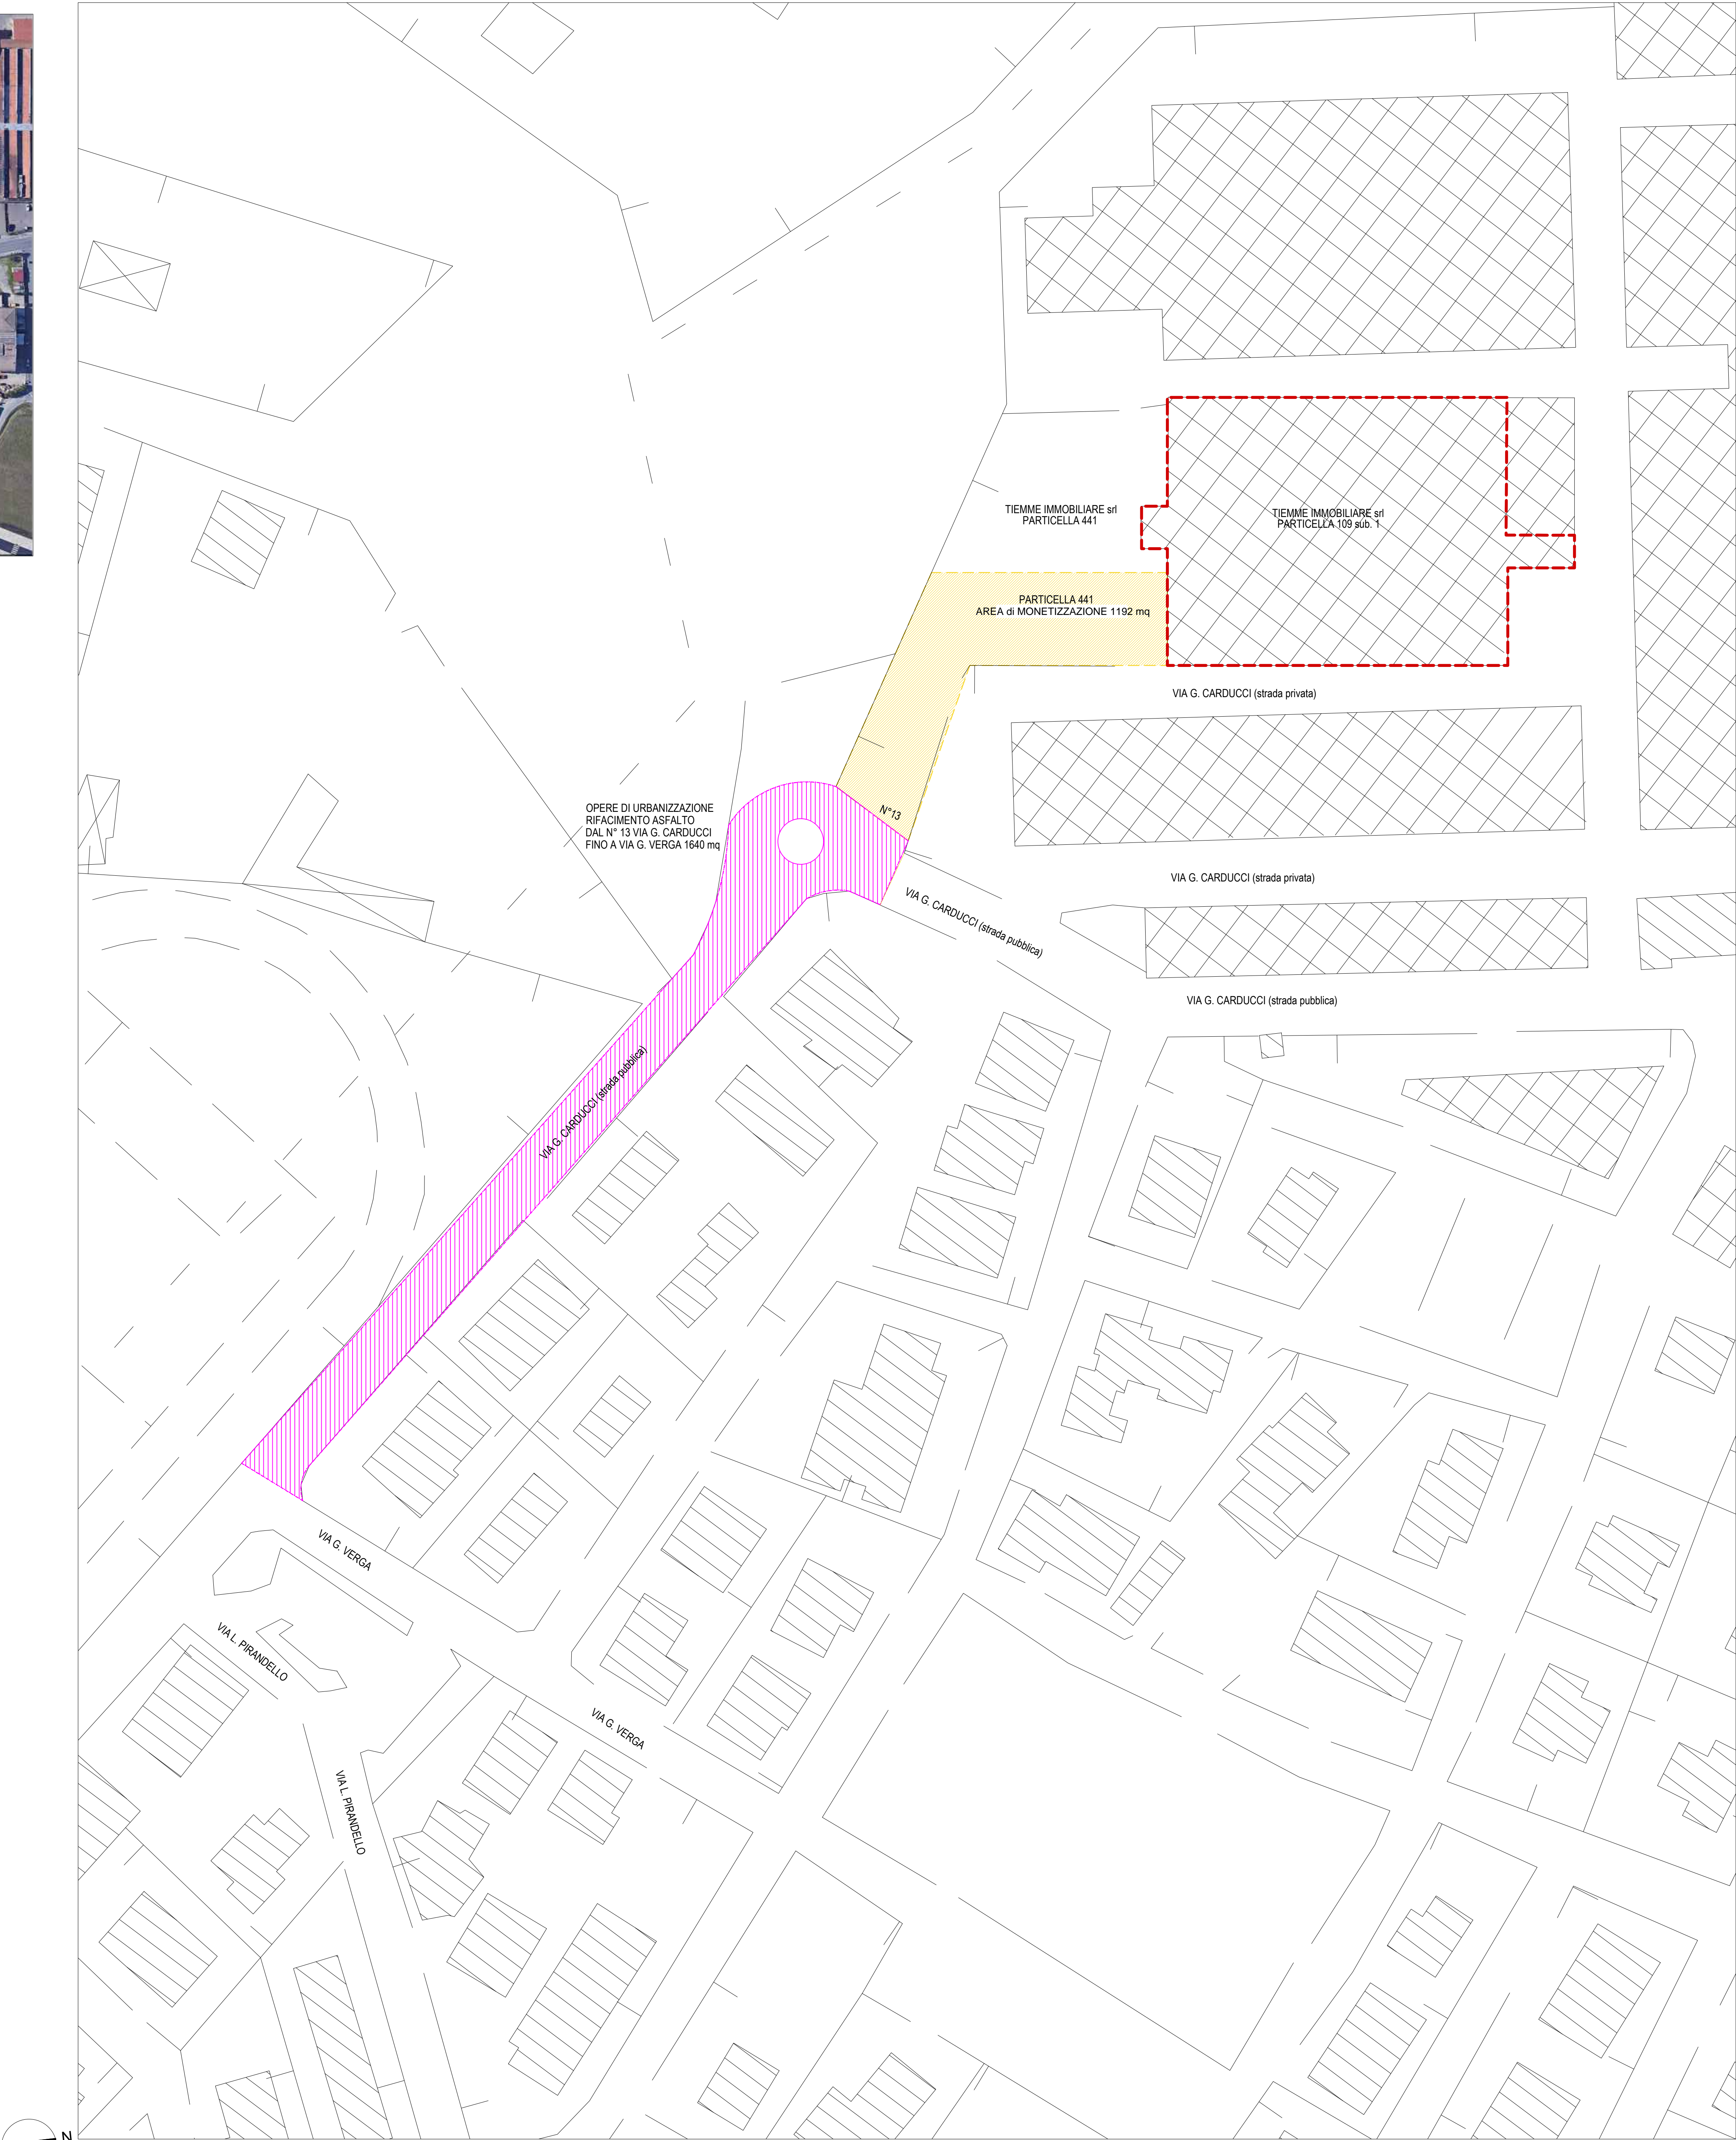 TIEMME IMMOBILIARE srl
PARTICELLA 441
TIEMME IMMOBILIARE srl
PARTICELLA 109 sub. 1
PARTICELLA 441
AREA di MONETIZZAZIONE 1192 mq
VIA G. CARDUCCI (strada privata)
OPERE DI URBANIZZAZIONE
RIFACIMENTO ASFALTO
DAL N° 13 VIA G. CARDUCCI
FINO A VIA G. VERGA 1640 mq
N°13
VIA G. CARDUCCI (strada privata)
VIA G. CARDUCCI (strada pubblica)
VIA G. CARDUCCI (strada pubblica)
VIA G. CARDUCCI (strada pubblica)
VIA G. VERGA
VIA L. PIRANDELLO
VIA G. VERGA
VIA L. PIRANDELLO
N